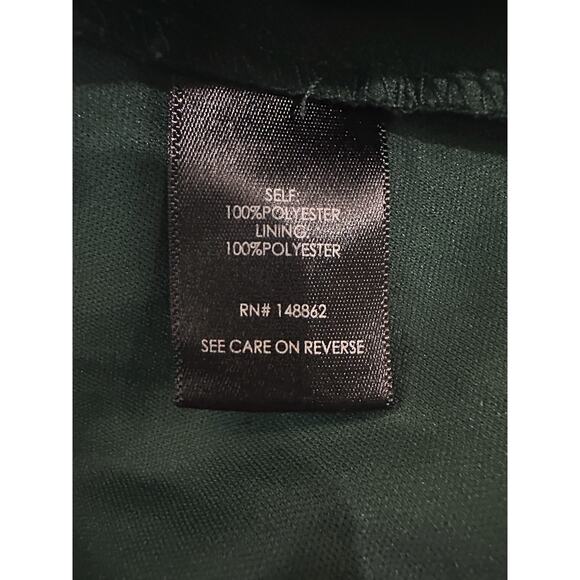 SELF:
100%POLYESTER
LINING:
100%POLYESTER
RN# 148862
SEE CARE ON REVERSE